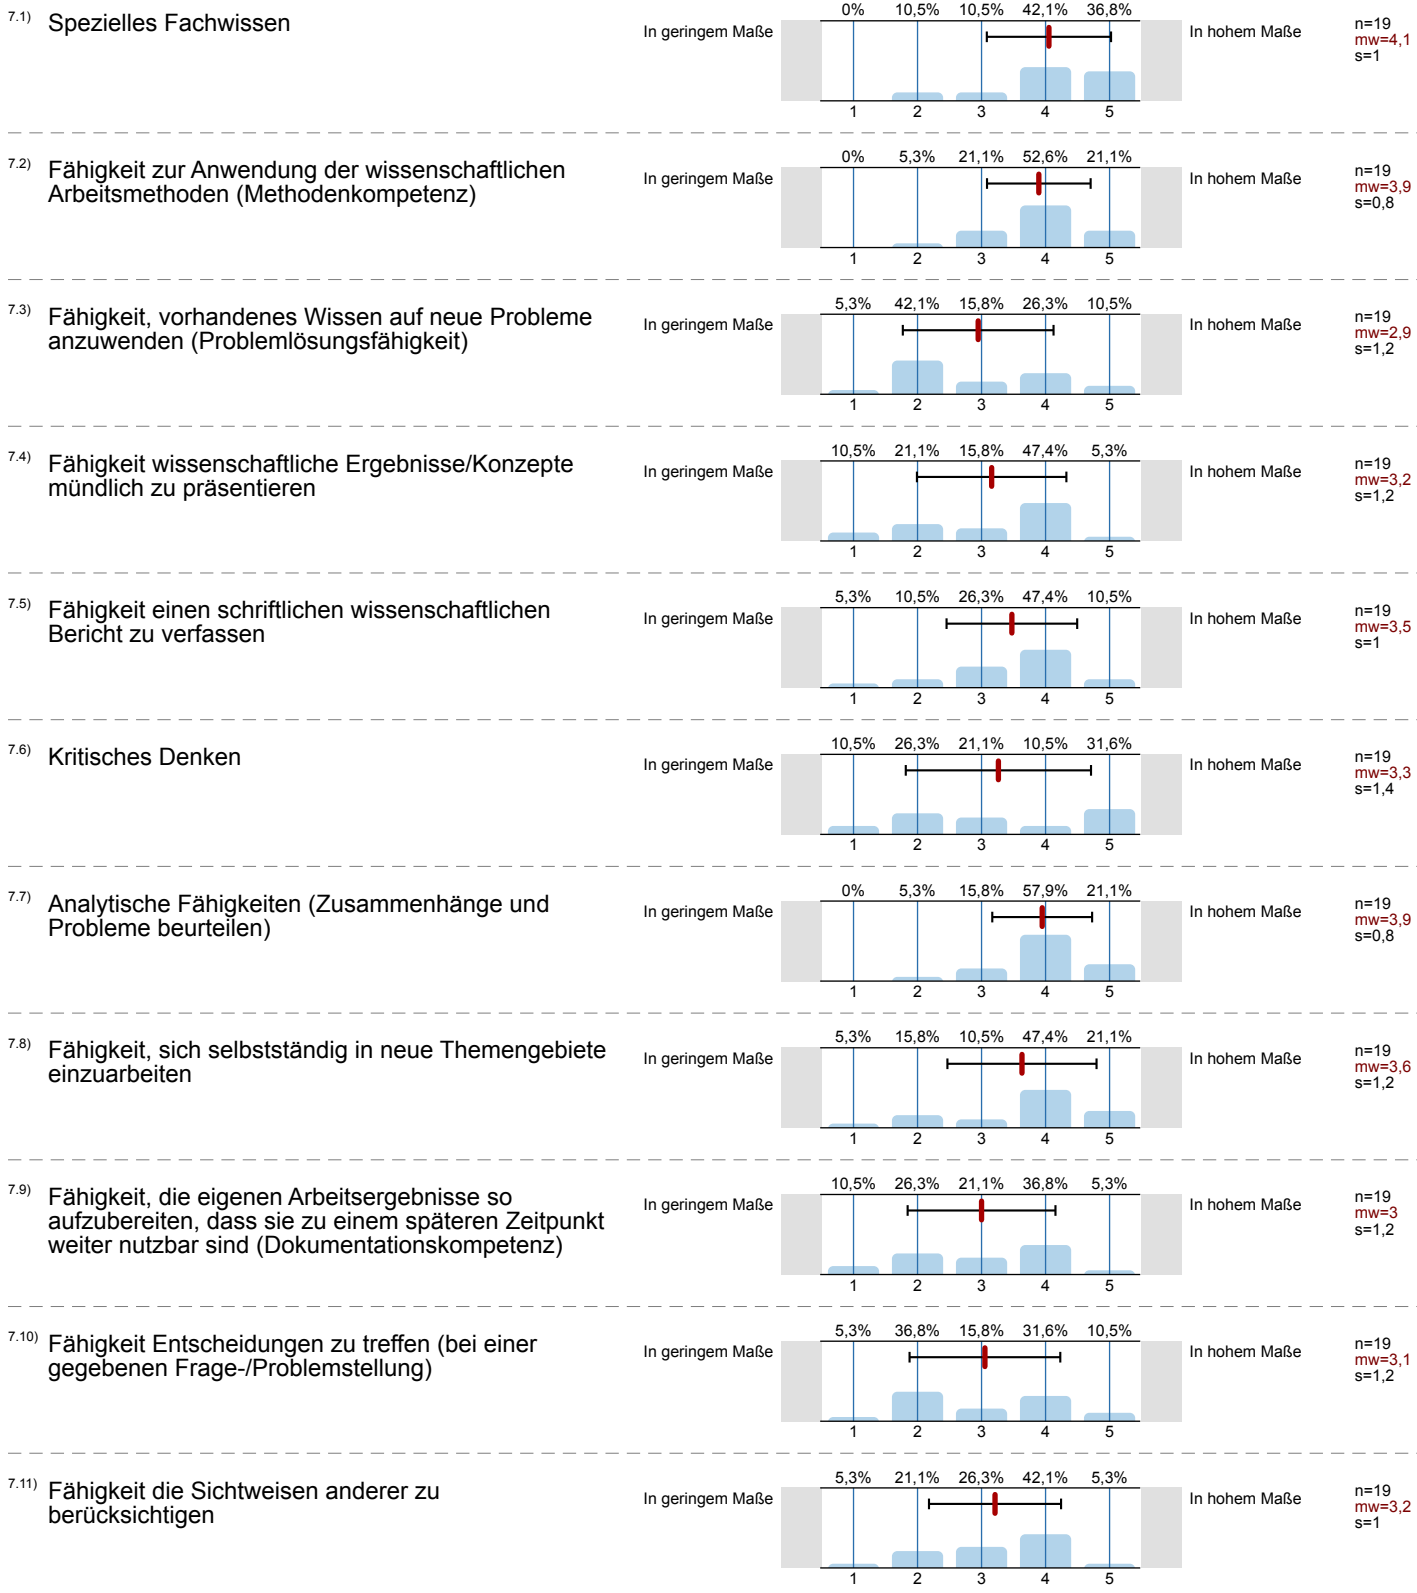 7.1) Spezielles Fachwissen
In geringem Maße
0% 10,5% 10,5% 42,1% 36,8%
1 2 3 4 5
In hohem Maße
n=19
mw=4,1
s=1
7.2) Fähigkeit zur Anwendung der wissenschaftlichen
Arbeitsmethoden (Methodenkompetenz)
In geringem Maße
0% 5,3% 21,1% 52,6% 21,1%
1 2 3 4 5
In hohem Maße
n=19
mw=3,9
s=0,8
7.3) Fähigkeit, vorhandenes Wissen auf neue Probleme
anzuwenden (Problemlösungsfähigkeit)
In geringem Maße
5,3% 42,1% 15,8% 26,3% 10,5%
1 2 3 4 5
In hohem Maße
n=19
mw=2,9
s=1,2
7.4) Fähigkeit wissenschaftliche Ergebnisse/Konzepte
mündlich zu präsentieren
In geringem Maße
10,5% 21,1% 15,8% 47,4% 5,3%
1 2 3 4 5
In hohem Maße
n=19
mw=3,2
s=1,2
7.5) Fähigkeit einen schriftlichen wissenschaftlichen
Bericht zu verfassen
In geringem Maße
5,3% 10,5% 26,3% 47,4% 10,5%
1 2 3 4 5
In hohem Maße
n=19
mw=3,5
s=1
7.6) Kritisches Denken
In geringem Maße
10,5% 26,3% 21,1% 10,5% 31,6%
1 2 3 4 5
In hohem Maße
n=19
mw=3,3
s=1,4
7.7) Analytische Fähigkeiten (Zusammenhänge und
Probleme beurteilen)
In geringem Maße
0% 5,3% 15,8% 57,9% 21,1%
1 2 3 4 5
In hohem Maße
n=19
mw=3,9
s=0,8
7.8) Fähigkeit, sich selbstständig in neue Themengebiete
einzuarbeiten
In geringem Maße
5,3% 15,8% 10,5% 47,4% 21,1%
1 2 3 4 5
In hohem Maße
n=19
mw=3,6
s=1,2
7.9) Fähigkeit, die eigenen Arbeitsergebnisse so
aufzubereiten, dass sie zu einem späteren Zeitpunkt
weiter nutzbar sind (Dokumentationskompetenz)
In geringem Maße
10,5% 26,3% 21,1% 36,8% 5,3%
1 2 3 4 5
In hohem Maße
n=19
mw=3
s=1,2
7.10) Fähigkeit Entscheidungen zu treffen (bei einer
gegebenen Frage-/Problemstellung)
In geringem Maße
5,3% 36,8% 15,8% 31,6% 10,5%
1 2 3 4 5
In hohem Maße
n=19
mw=3,1
s=1,2
7.11) Fähigkeit die Sichtweisen anderer zu
berücksichtigen
In geringem Maße
5,3% 21,1% 26,3% 42,1% 5,3%
1 2 3 4 5
In hohem Maße
n=19
mw=3,2
s=1